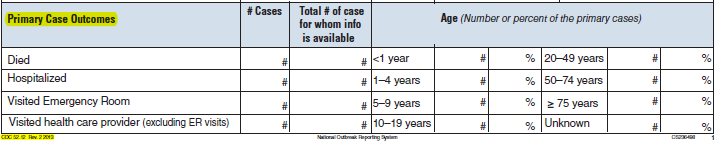 Primary Case Outcomes # Cases Total # of case for whom info is available Age (Number or percent of the primary cases)
Died # # <1 year # % 20–49 years # %
Hospitalized # # 1–4 years # % 50–74 years # %
Visited Emergency Room # # 5–9 years # % ≥ 75 years # %
Visited health care provider (excluding ER visits) # # 10–19 years # % Unknown # %
CDC 52.12 Rev. 2 2013 National Outbreak Reporting System CS236498 1